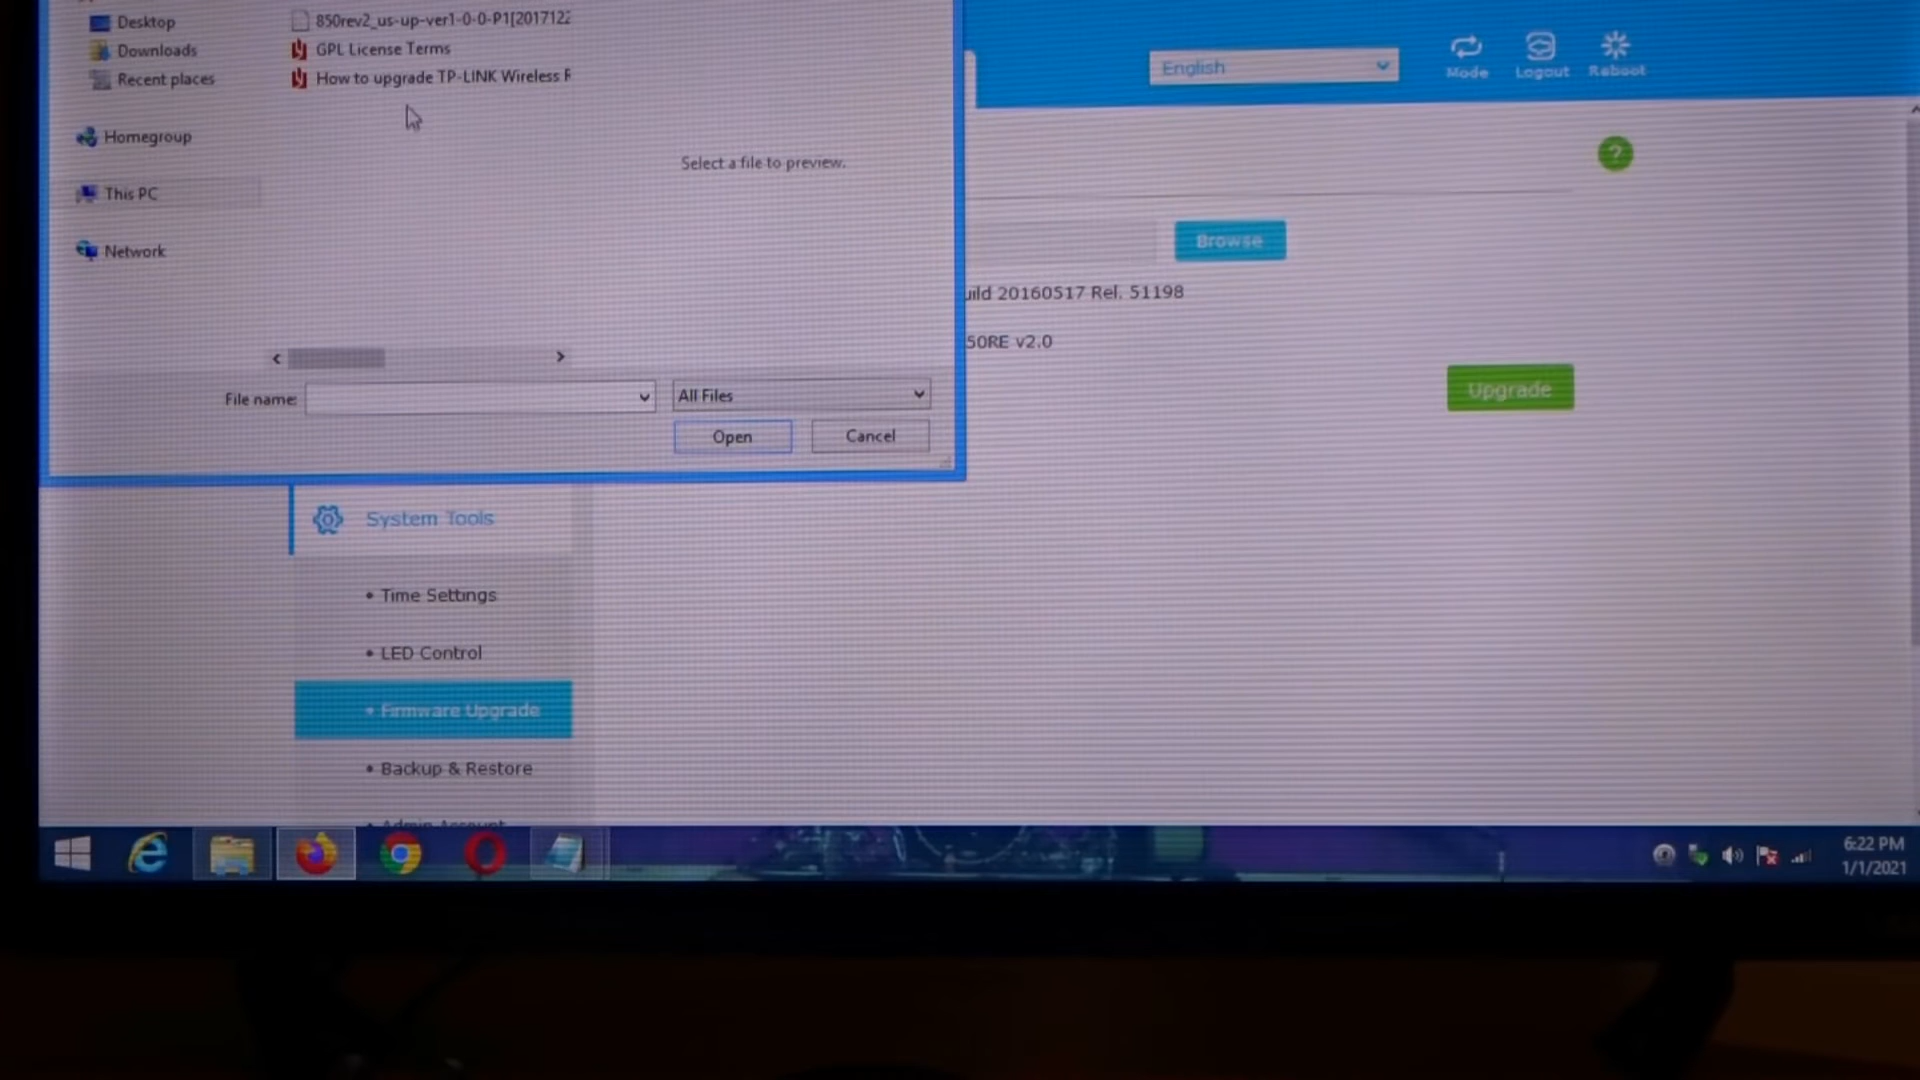 Desktop
850rev2_us-up-ver1-0-0-P1[2017122
Downloads
GPL License Terms
Recent places
How to upgrade TP-LINK Wireless R
Homegroup
This PC
Network
Select a file to preview.
File name:
All Files
Open
Cancel
English
Mode
Logout
Reboot
?
Browse
uild 20160517 Rel. 51198
50RE v2.0
Upgrade
System Tools
• Time Settings
• LED Control
• Firmware Upgrade
• Backup & Restore
• Admin Account
6:22 PM
1/1/2021